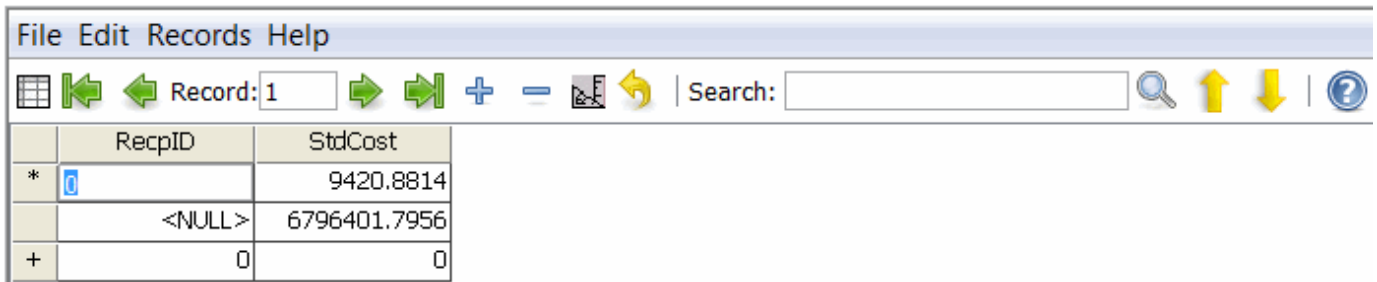 File Edit Records Help
Record: 1 Search:
RecpID StdCost
* 0 9420.8814
<NULL> 6796401.7956
+ 0 0